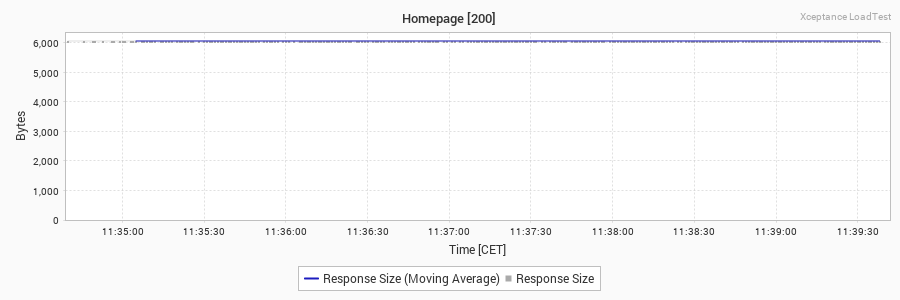 Homepage [200]
Xceptance LoadTest
6,000
5,000
4,000
3,000
2,000
1,000
0
Bytes
11:35:00 11:35:30 11:36:00 11:36:30 11:37:00 11:37:30 11:38:00 11:38:30 11:39:00 11:39:30
Time [CET]
Response Size (Moving Average) Response Size